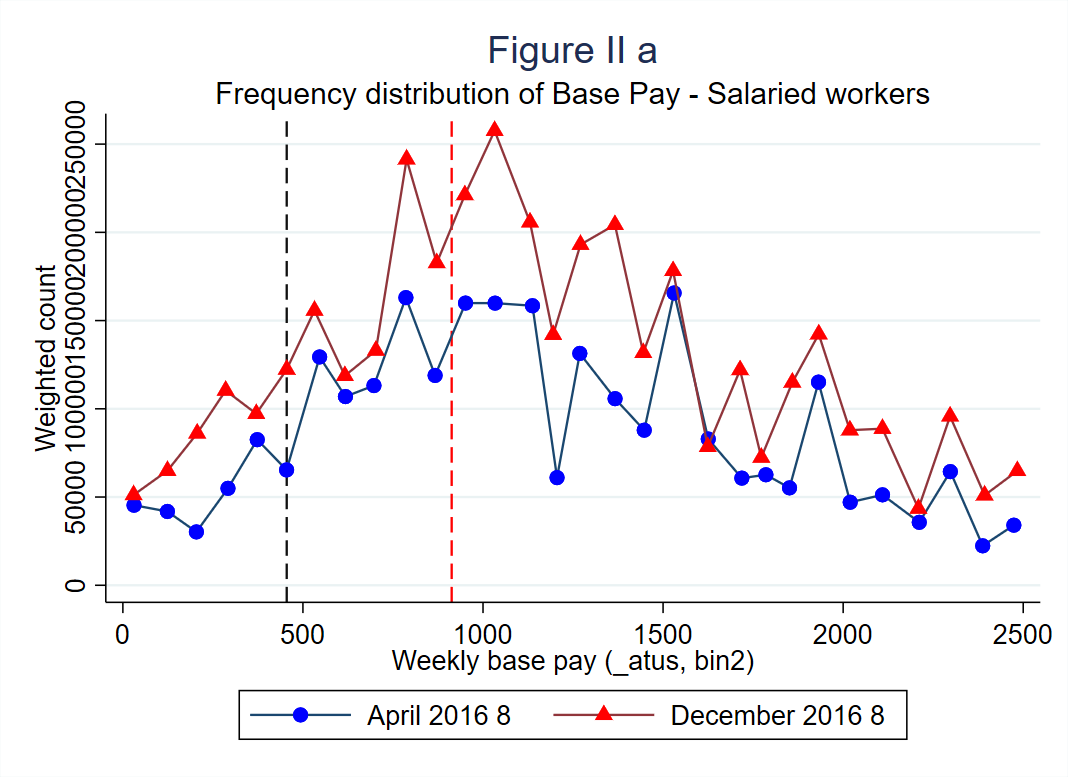 Figure II a
Frequency distribution of Base Pay - Salaried workers
Weighted count
250000
200000
150000
100000
50000
0
0 500 1000 1500 2000 2500
Weekly base pay (_atus, bin2)
April 2016 8 December 2016 8